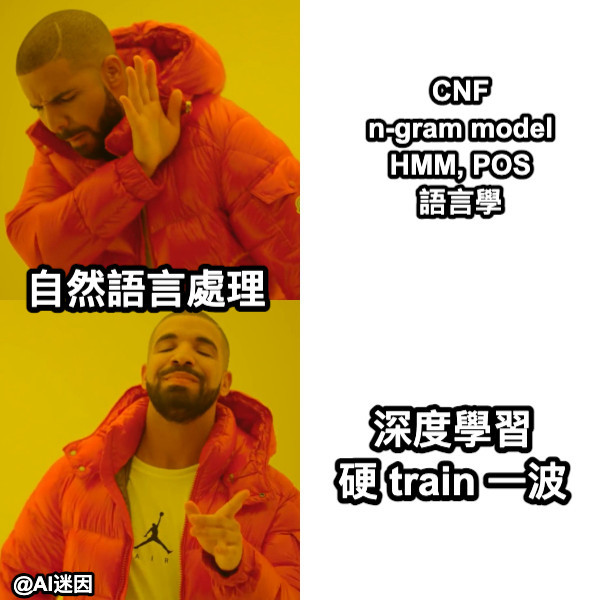 CNF
n-gram model
HMM, POS
語言學
自然語言處理
深度學習
硬 train 一波
AIR
@AI迷因